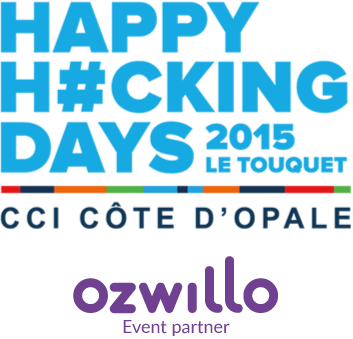 HAPPY
H#CKING
DAYS 2015
LE TOUQUET
CCI CÔTE D'OPALE
ozwillo
Event partner